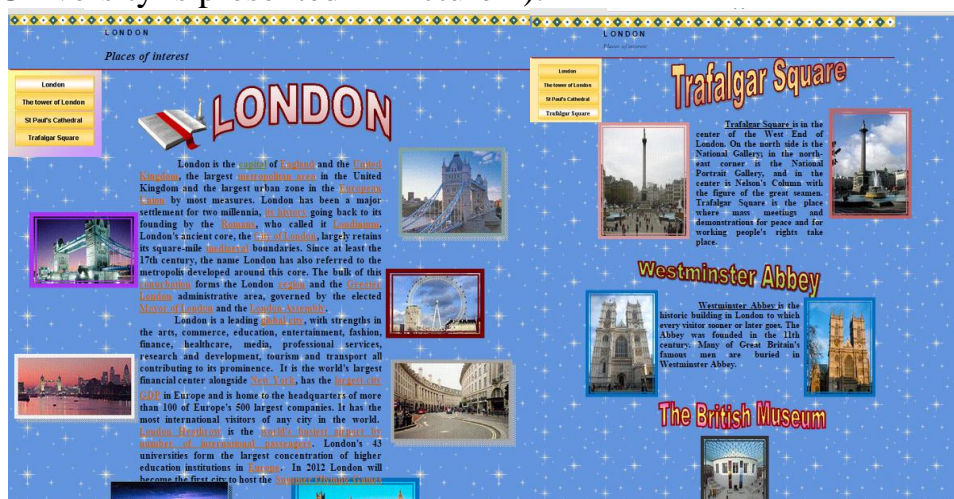 University is presented in
LONDON
Places of interest
London
The tower of London
St Paul's Cathedral
Trafalgar Square
LONDON
London is the capital of England and the United
Kingdom, the largest metropolitan area in the United
Kingdom and the largest urban zone in the European
Union by most measures. London has been a major
settlement for two millennia, its history going back to its
founding by the Romans, who called it Londinium.
London's ancient core, the City of London, largely retains
its square-mile mediaeval boundaries. Since at least the
17th century, the name London has also referred to the
metropolis developed around this core. The bulk of this
conurbation forms the London region and the Greater
London administrative area, governed by the elected
Mayor of London and the London Assembly.
London is a leading global city, with strengths in
the arts, commerce, education, entertainment, fashion,
finance, healthcare, media, professional services,
research and development, tourism and transport all
contributing to its prominence. It is the world's largest
financial center alongside New York, has the largest city
GDP in Europe and is home to the headquarters of more
than 100 of Europe's 500 largest companies. It has the
most international visitors of any city in the world.
London Heathrow is the world's busiest airport by
number of international passengers. London's 43
universities form the largest concentration of higher
education institutions in Europe. In 2012 London will
become the first city to host the Summer Olympic Games
LONDON
Places of interest
London
The tower of London
St Paul's Cathedral
Trafalgar Square
Trafalgar Square
Trafalgar Square is in the
center of the West End of
London. On the north side is the
National Gallery; in the north-
east corner is the National
Portrait Gallery, and in the
center is Nelson's Column with
the figure of the great seamen.
Trafalgar Square is the place
where mass meetings and
demonstrations for peace and for
working people's rights take
place.
Westminster Abbey
Westminster Abbey is the
historic building in London to which
every visitor sooner or later goes. The
Abbey was founded in the 11th
century. Many of Great Britain's
famous men are buried in
Westminster Abbey.
The British Museum